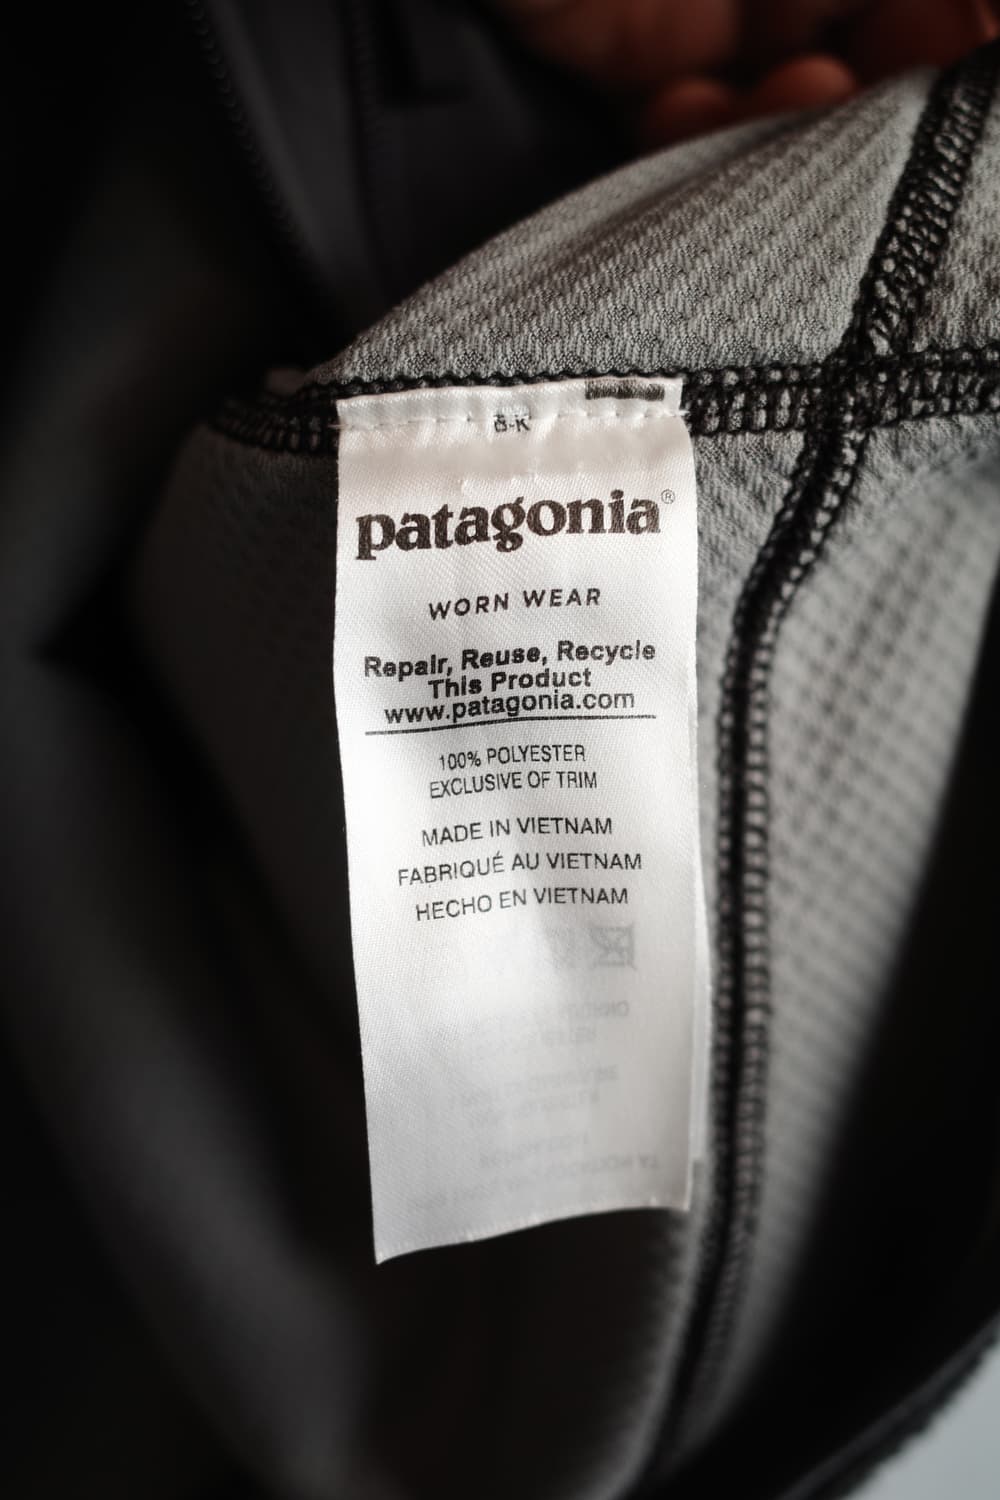 patagonia®
WORN WEAR
Repair, Reuse, Recycle
This Product
www.patagonia.com
100% POLYESTER
EXCLUSIVE OF TRIM
MADE IN VIETNAM
FABRIQUÉ AU VIETNAM
HECHO EN VIETNAM